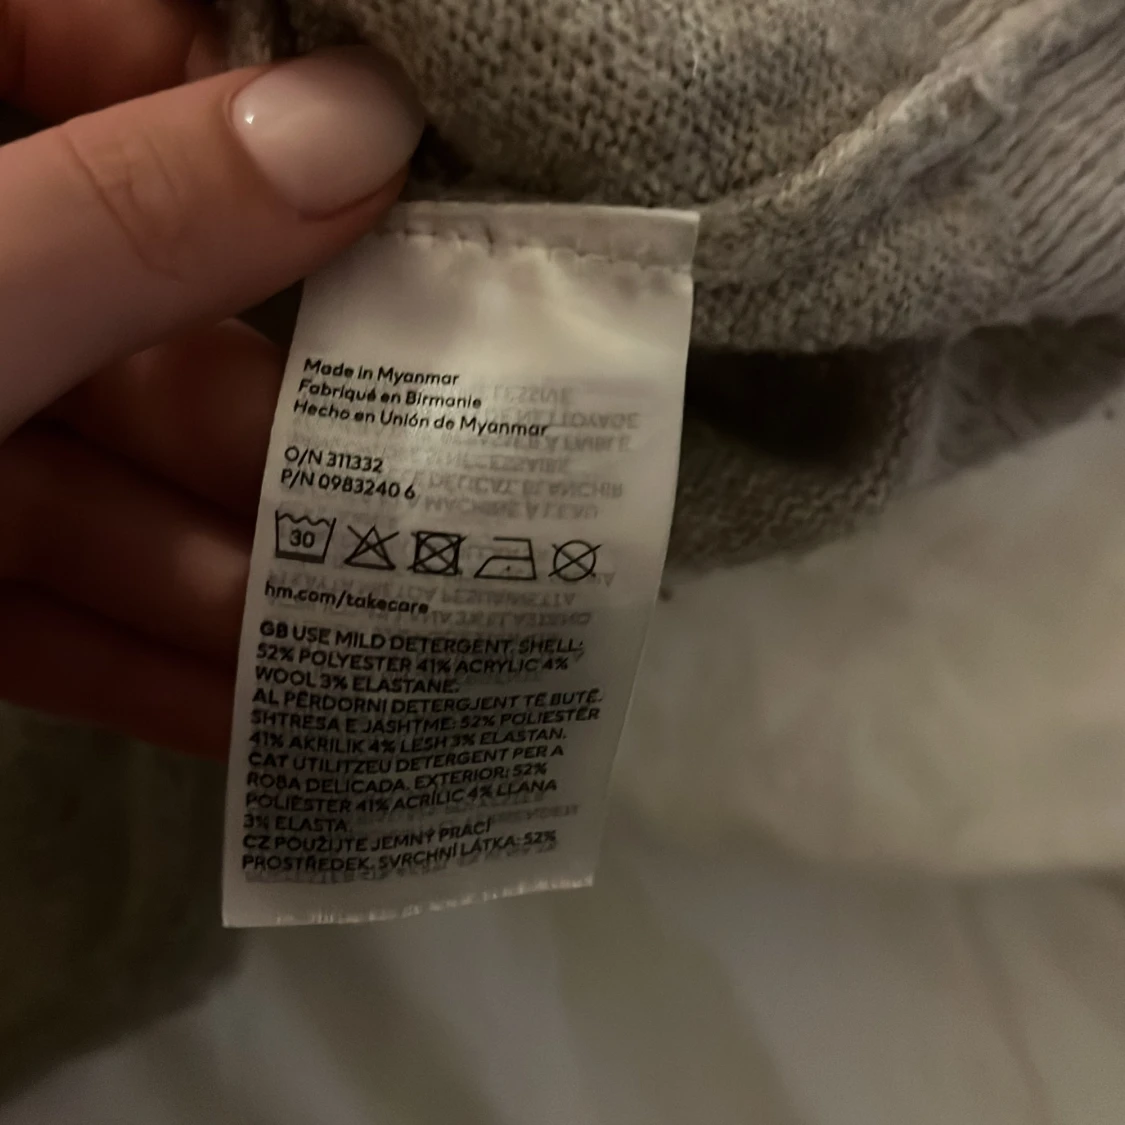 Made in Myanmar
Fabriqué en Birmanie
Hecho en Unión de Myanmar
O/N 311332
P/N 0983240 6
30
hm.com/takecare
GB USE MILD DETERGENT. SHELL:
52% POLYESTER 41% ACRYLIC 4%
WOOL 3% ELASTANE.
AL PËRDORNI DETERGJENT TË BUTË.
SHTRESA E JASHTME: 52% POLIESTËR
41% AKRILIK 4% LESH 3% ELASTAN.
CAT UTILITZEU DETERGENT PER A
ROBA DELICADA. EXTERIOR: 52%
POLIÈSTER 41% ACRÍLIC 4% LLANA
3% ELASTÀ.
CZ POUŽIJTE JEMNÝ PRACÍ
PROSTŘEDEK. SVRCHNÍ LÁTKA: 52%